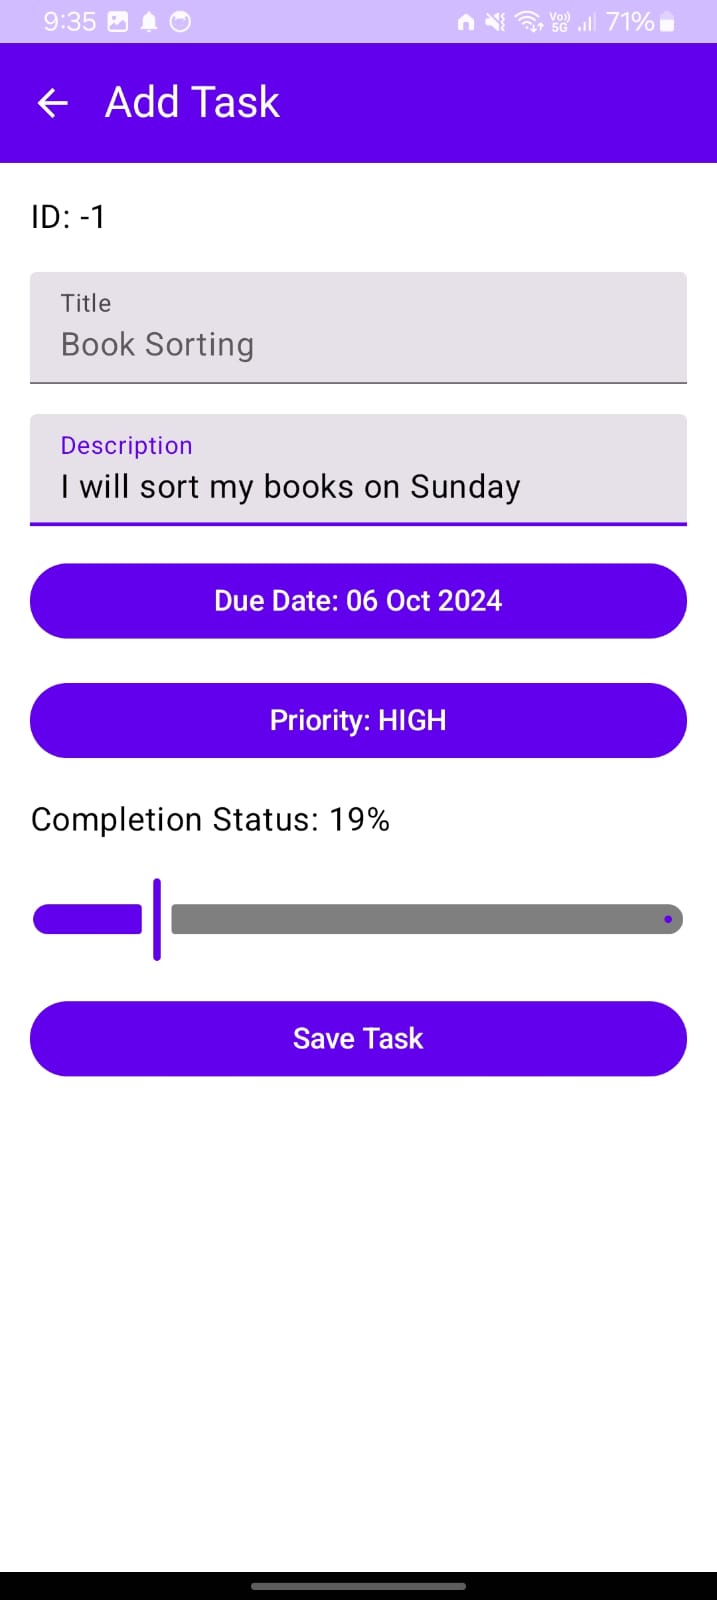 9:35 Vo)) 5G 71%
Add Task
ID: -1
Title
Book Sorting
Description
I will sort my books on Sunday
Due Date: 06 Oct 2024
Priority: HIGH
Completion Status: 19%
Save Task